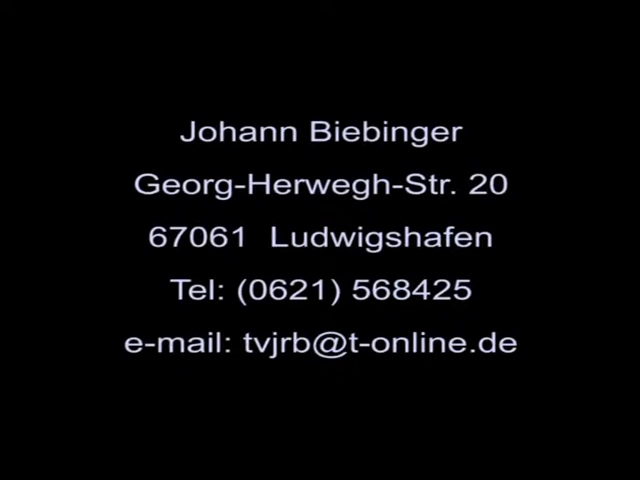 Johann Biebinger
Georg-Herwegh-Str. 20
67061 Ludwigshafen
Tel: (0621) 568425
e-mail: tvjrb@t-online.de